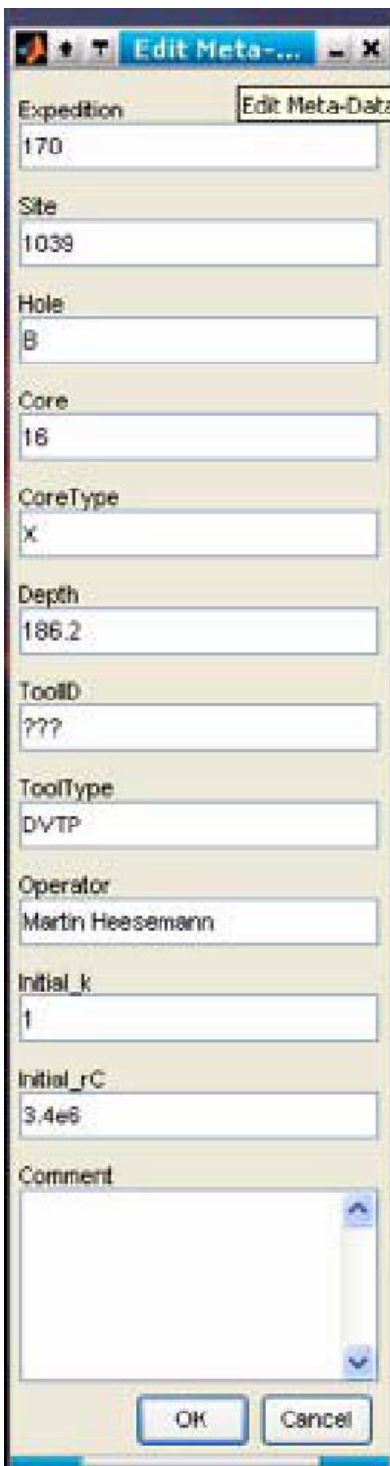 Edit Meta-...
Edit Meta-Data
Expedition
170
Site
1039
Hole
B
Core
16
CoreType
X
Depth
186.2
ToolID
???
ToolType
DVTP
Operator
Martin Heesemann
Initial_k
1
Initial_rC
3.4e6
Comment
OK Cancel